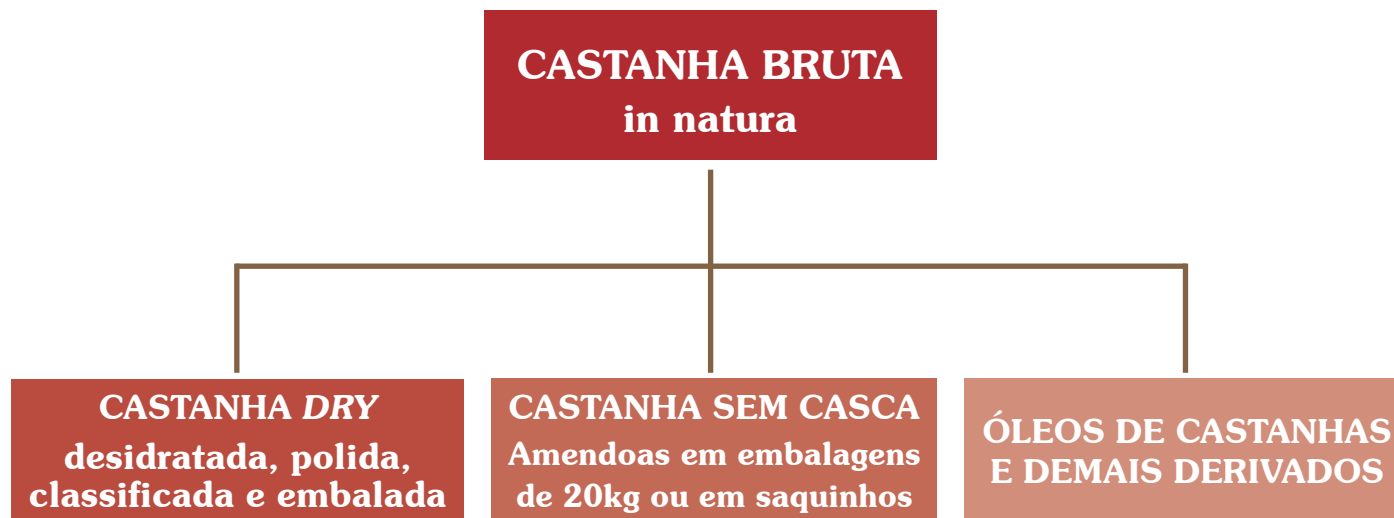 CASTANHA BRUTA
in natura
CASTANHA DRY
desidratada, polida,
classificada e embalada
CASTANHA SEM CASCA
Amendoas em embalagens
de 20kg ou em saquinhos
ÓLEOS DE CASTANHAS
E DEMAIS DERIVADOS